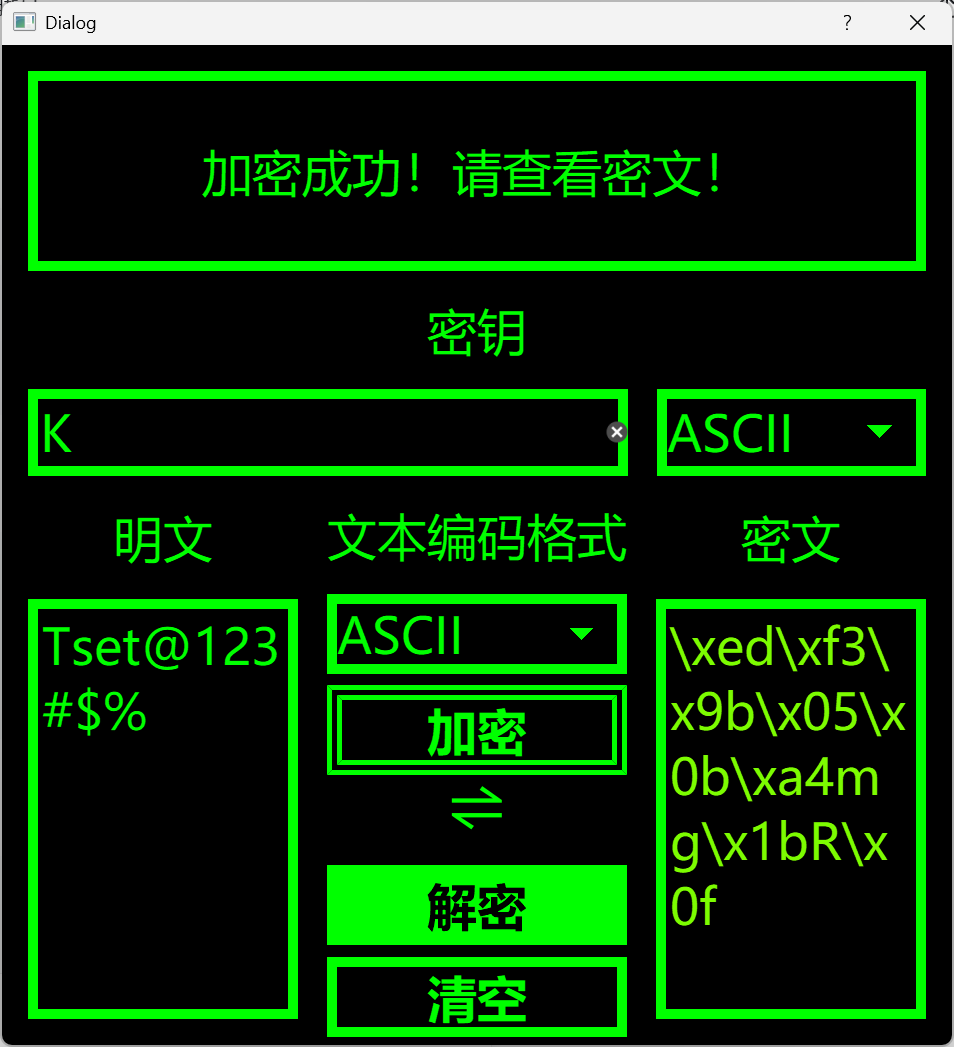 Dialog
?
加密成功！请查看密文！
密钥
K
ASCII
明文
文本编码格式
密文
Tset@123
#$%
ASCII
加密
⇌
解密
清空
\xed\xf3\
x9b\x05\x
0b\xa4m
g\x1bR\x
0f